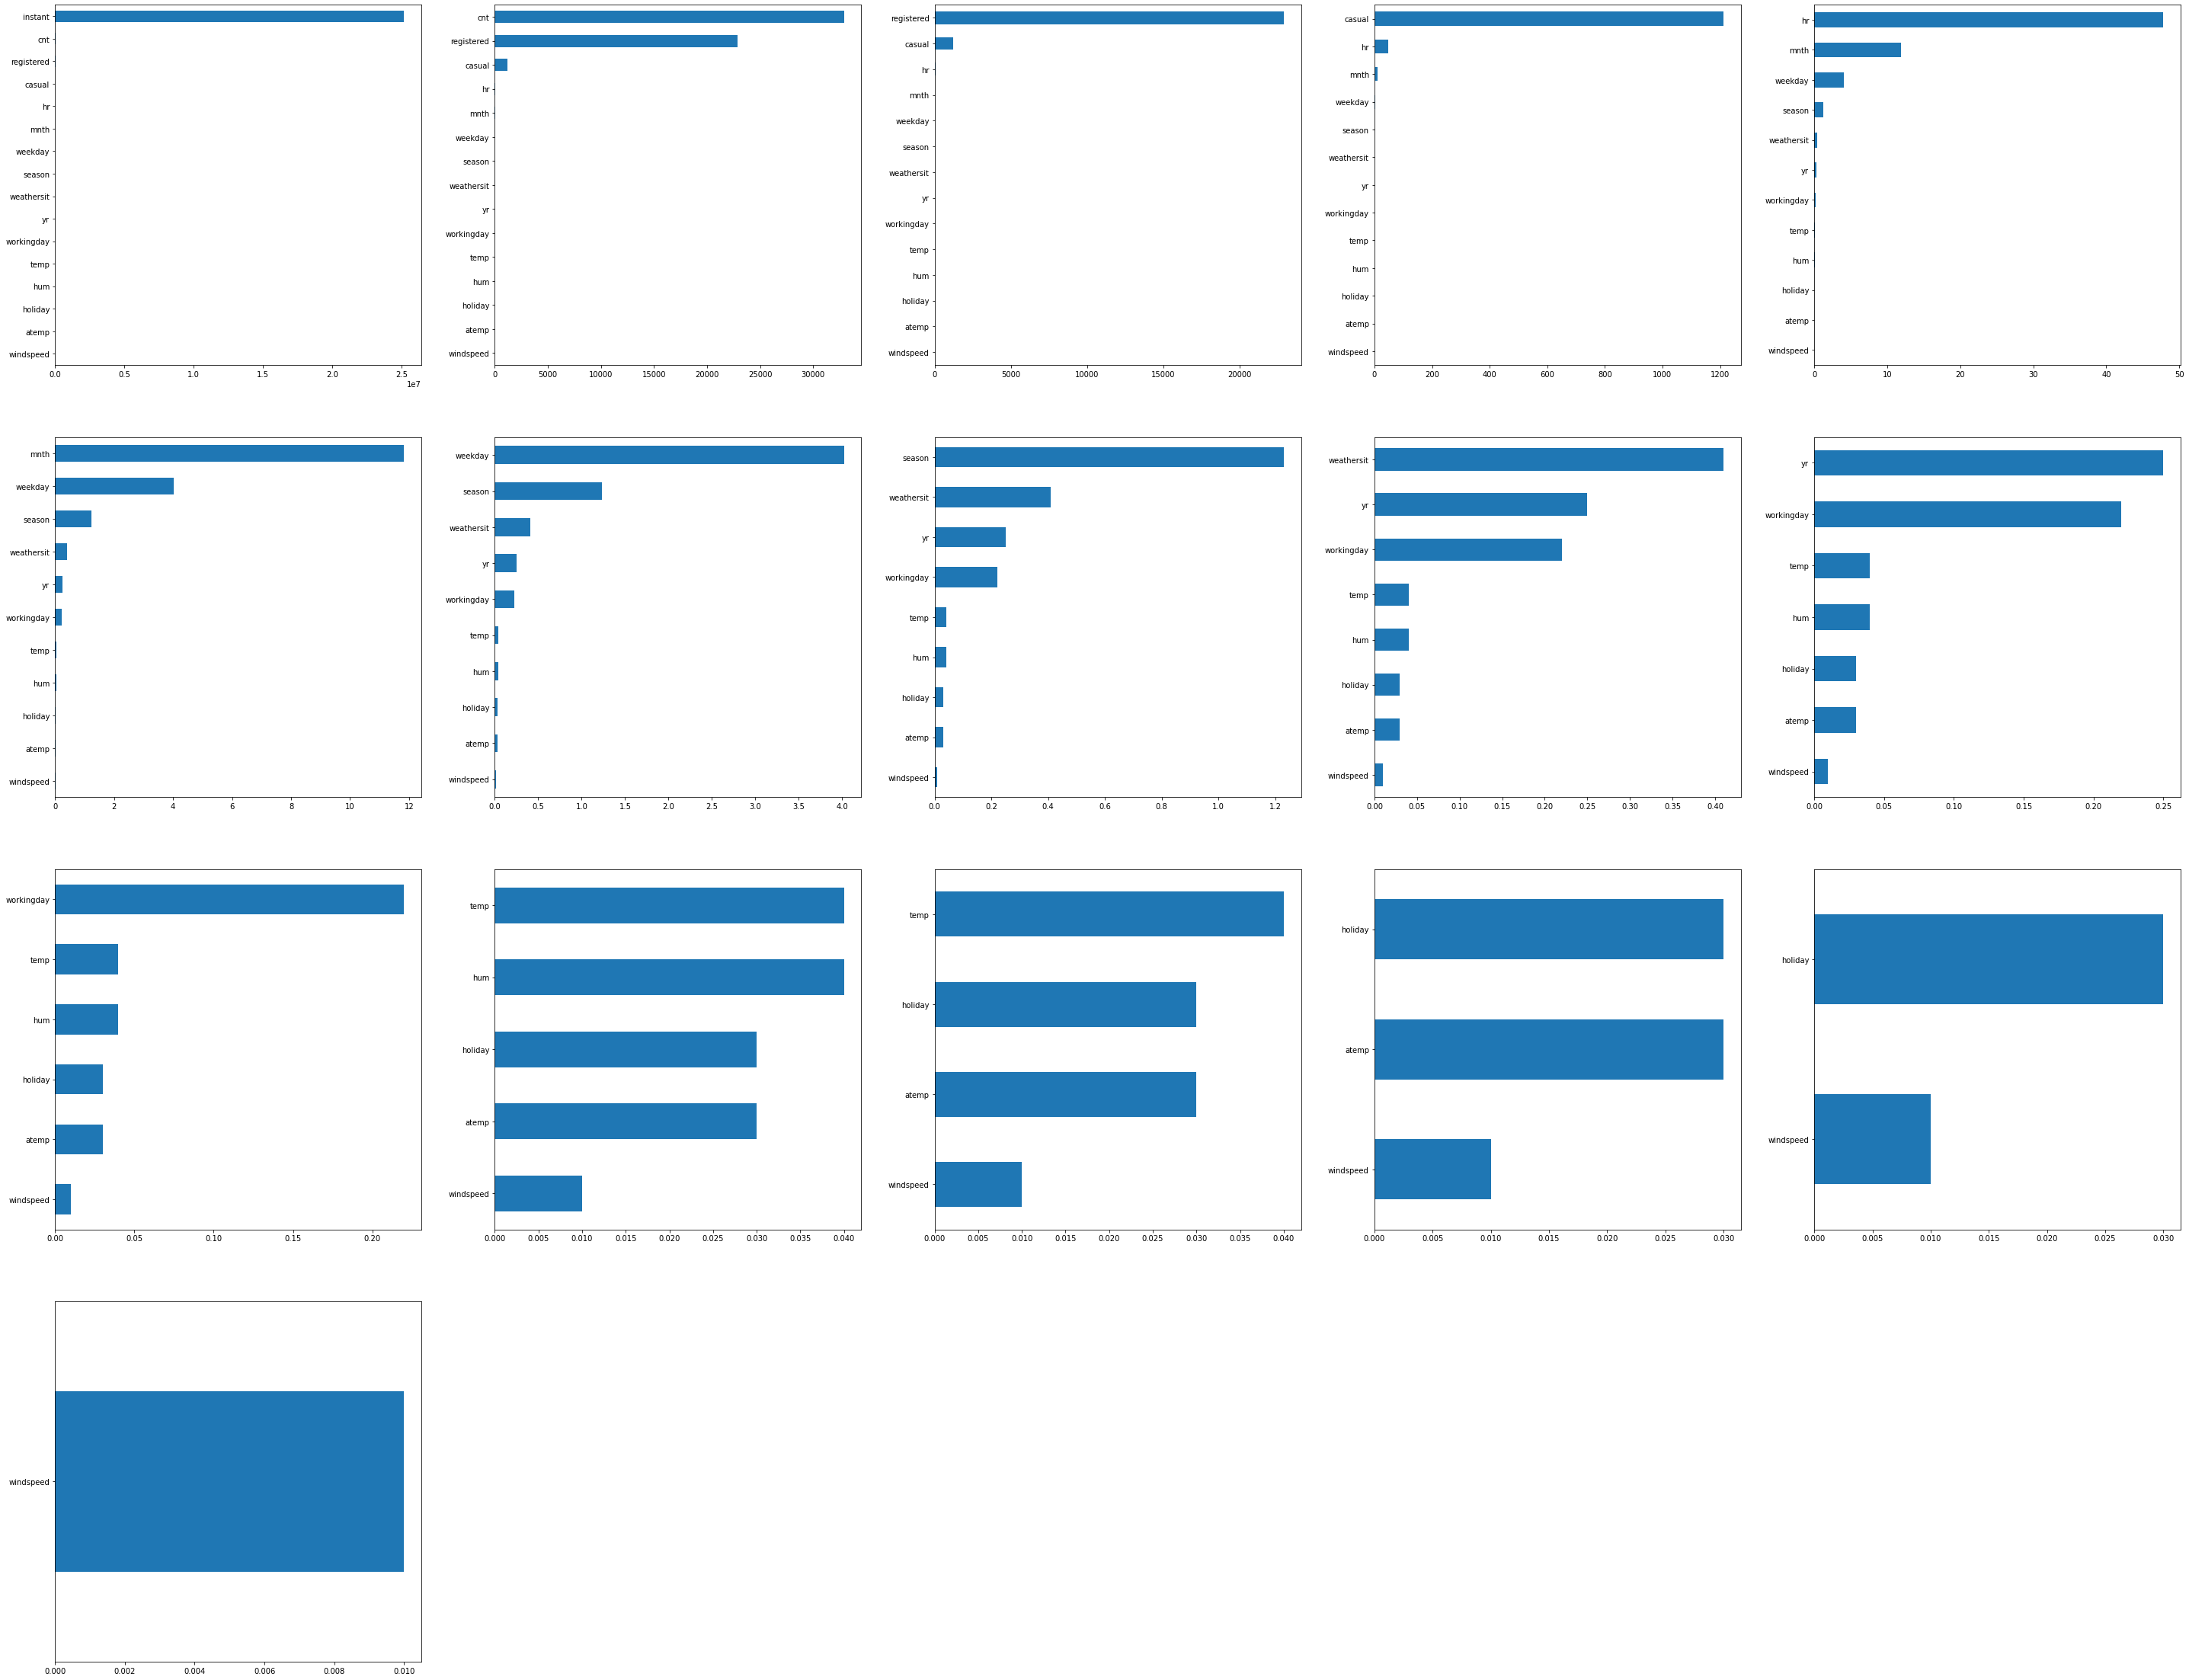 instant
cnt
registered
casual
hr
mnth
weekday
season
weathersit
yr
workingday
temp
hum
holiday
atemp
windspeed
0.0 0.5 1.0 1.5 2.0 2.5
1e7
cnt
registered
casual
hr
mnth
weekday
season
weathersit
yr
workingday
temp
hum
holiday
atemp
windspeed
0 5000 10000 15000 20000 25000 30000
registered
casual
hr
mnth
weekday
season
weathersit
yr
workingday
temp
hum
holiday
atemp
windspeed
0 5000 10000 15000 20000
casual
hr
mnth
weekday
season
weathersit
yr
workingday
temp
hum
holiday
atemp
windspeed
0 200 400 600 800 1000 1200
hr
mnth
weekday
season
weathersit
yr
workingday
temp
hum
holiday
atemp
windspeed
0 10 20 30 40 50
mnth
weekday
season
weathersit
yr
workingday
temp
hum
holiday
atemp
windspeed
0 2 4 6 8 10 12
weekday
season
weathersit
yr
workingday
temp
hum
holiday
atemp
windspeed
0.0 0.5 1.0 1.5 2.0 2.5 3.0 3.5 4.0
season
weathersit
yr
workingday
temp
hum
holiday
atemp
windspeed
0.0 0.2 0.4 0.6 0.8 1.0 1.2
weathersit
yr
workingday
temp
hum
holiday
atemp
windspeed
0.00 0.05 0.10 0.15 0.20 0.25 0.30 0.35 0.40
yr
workingday
temp
hum
holiday
atemp
windspeed
0.00 0.05 0.10 0.15 0.20 0.25
workingday
temp
hum
holiday
atemp
windspeed
0.00 0.05 0.10 0.15 0.20
temp
hum
holiday
atemp
windspeed
0.000 0.005 0.010 0.015 0.020 0.025 0.030 0.035 0.040
temp
holiday
atemp
windspeed
0.000 0.005 0.010 0.015 0.020 0.025 0.030 0.035 0.040
holiday
atemp
windspeed
0.000 0.005 0.010 0.015 0.020 0.025 0.030
holiday
windspeed
0.000 0.005 0.010 0.015 0.020 0.025 0.030
windspeed
0.000 0.002 0.004 0.006 0.008 0.010